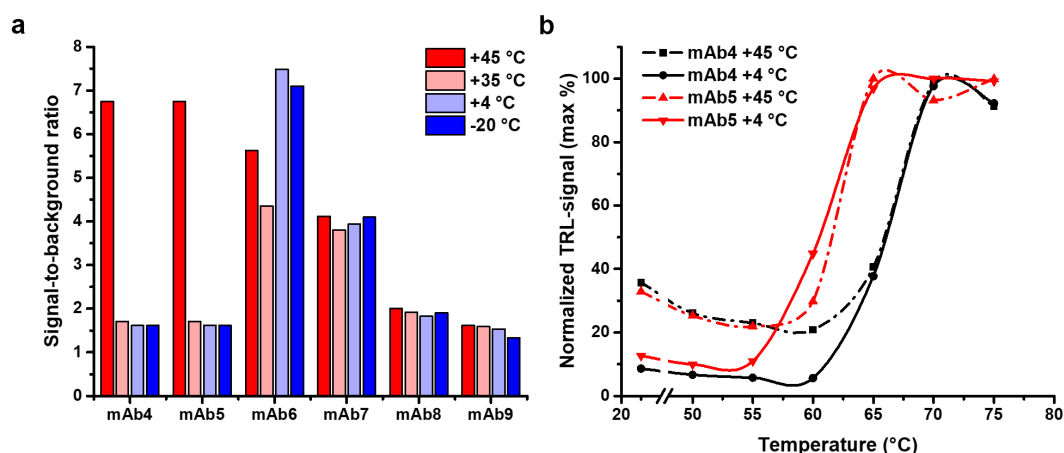 a
Signal-to-background ratio
8
7
6
5
4
3
2
1
0
mAb4 mAb5 mAb6 mAb7 mAb8 mAb9
+45 °C
+35 °C
+4 °C
-20 °C
b
Normalized TRL-signal (max %)
100
80
60
40
20
0
mAb4 +45 °C
mAb4 +4 °C
mAb5 +45 °C
mAb5 +4 °C
20 50 55 60 65 70 75 80
Temperature (°C)